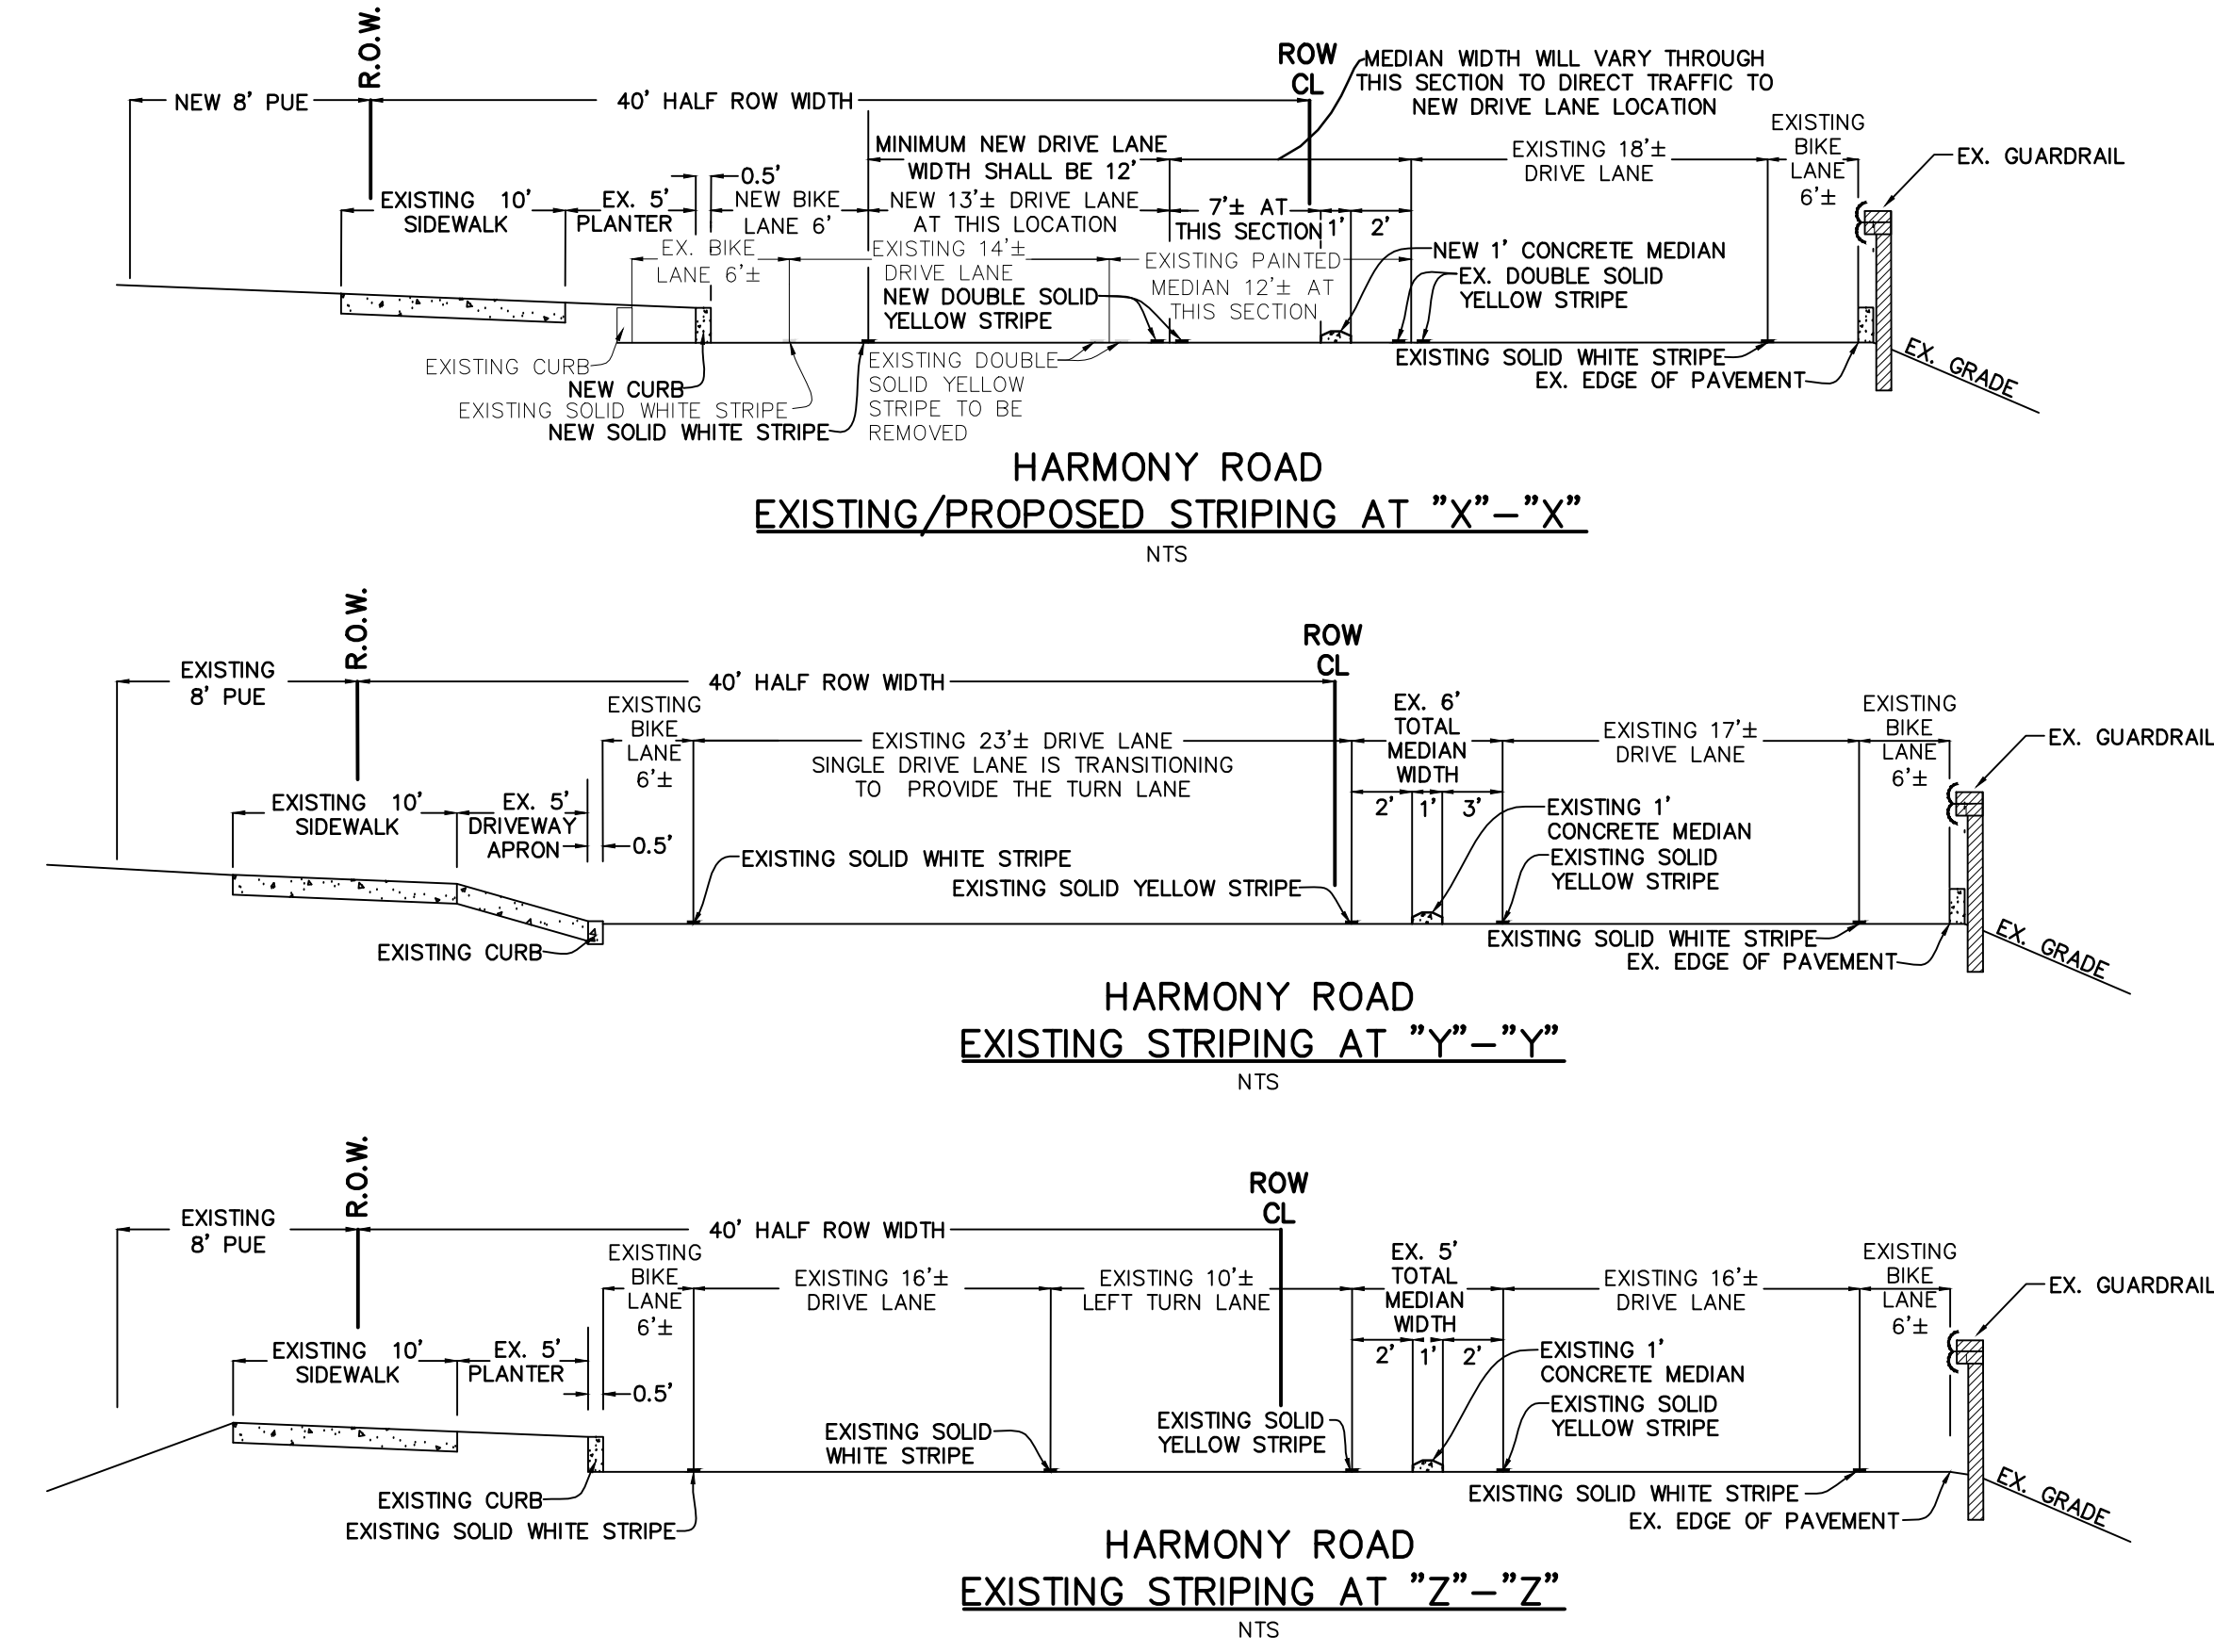 R.O.W.
ROW
CL
MEDIAN WIDTH WILL VARY THROUGH
THIS SECTION TO DIRECT TRAFFIC TO
NEW DRIVE LANE LOCATION
NEW 8' PUE
40' HALF ROW WIDTH
MINIMUM NEW DRIVE LANE
WIDTH SHALL BE 12'
EXISTING 18'±
DRIVE LANE
EXISTING
BIKE
LANE
6'±
EX. GUARDRAIL
EXISTING 10'
SIDEWALK
EX. 5'
PLANTER
0.5'
NEW BIKE
LANE 6'
NEW 13'± DRIVE LANE
AT THIS LOCATION
7'± AT
THIS SECTION
1'
2'
EX. BIKE
LANE 6'±
EXISTING 14'±
DRIVE LANE
EXISTING PAINTED
MEDIAN 12'± AT
THIS SECTION
NEW 1' CONCRETE MEDIAN
EX. DOUBLE SOLID
YELLOW STRIPE
NEW DOUBLE SOLID
YELLOW STRIPE
EXISTING CURB
NEW CURB
EXISTING SOLID WHITE STRIPE
NEW SOLID WHITE STRIPE
EXISTING DOUBLE
SOLID YELLOW
STRIPE TO BE
REMOVED
EXISTING SOLID WHITE STRIPE
EX. EDGE OF PAVEMENT
EX. GRADE
HARMONY ROAD
EXISTING/PROPOSED STRIPING AT "X"-"X"
NTS
R.O.W.
ROW
CL
EXISTING
8' PUE
40' HALF ROW WIDTH
EXISTING
BIKE
LANE
6'±
EXISTING 23'± DRIVE LANE
SINGLE DRIVE LANE IS TRANSITIONING
TO PROVIDE THE TURN LANE
EX. 6'
TOTAL
MEDIAN
WIDTH
2'
1'
3'
EXISTING 17'±
DRIVE LANE
EXISTING
BIKE
LANE
6'±
EX. GUARDRAIL
EXISTING 10'
SIDEWALK
EX. 5'
DRIVEWAY
APRON
0.5'
EXISTING SOLID WHITE STRIPE
EXISTING SOLID YELLOW STRIPE
EXISTING 1'
CONCRETE MEDIAN
EXISTING SOLID
YELLOW STRIPE
EXISTING CURB
EXISTING SOLID WHITE STRIPE
EX. EDGE OF PAVEMENT
EX. GRADE
HARMONY ROAD
EXISTING STRIPING AT "Y"-"Y"
NTS
R.O.W.
ROW
CL
EXISTING
8' PUE
40' HALF ROW WIDTH
EXISTING
BIKE
LANE
6'±
EXISTING 16'±
DRIVE LANE
EXISTING 10'±
LEFT TURN LANE
EX. 5'
TOTAL
MEDIAN
WIDTH
2'
1'
2'
EXISTING 16'±
DRIVE LANE
EXISTING
BIKE
LANE
6'±
EX. GUARDRAIL
EXISTING 10'
SIDEWALK
EX. 5'
PLANTER
0.5'
EXISTING SOLID
WHITE STRIPE
EXISTING SOLID
YELLOW STRIPE
EXISTING 1'
CONCRETE MEDIAN
EXISTING SOLID
YELLOW STRIPE
EXISTING CURB
EXISTING SOLID WHITE STRIPE
EXISTING SOLID WHITE STRIPE
EX. EDGE OF PAVEMENT
EX. GRADE
HARMONY ROAD
EXISTING STRIPING AT "Z"-"Z"
NTS